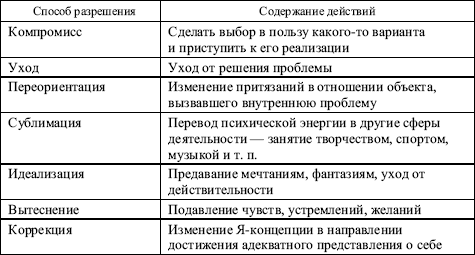 Способ разрешения Содержание действий
Компромисс Сделать выбор в пользу какого-то варианта
и приступить к его реализации
Уход Уход от решения проблемы
Переориентация Изменение притязаний в отношении объекта,
вызвавшего внутреннюю проблему
Сублимация Перевод психической энергии в другие сферы
деятельности — занятие творчеством, спортом,
музыкой и т. п.
Идеализация Предавание мечтаниям, фантазиям, уход от
действительности
Вытеснение Подавление чувств, устремлений, желаний
Коррекция Изменение Я-концепции в направлении
достижения адекватного представления о себе